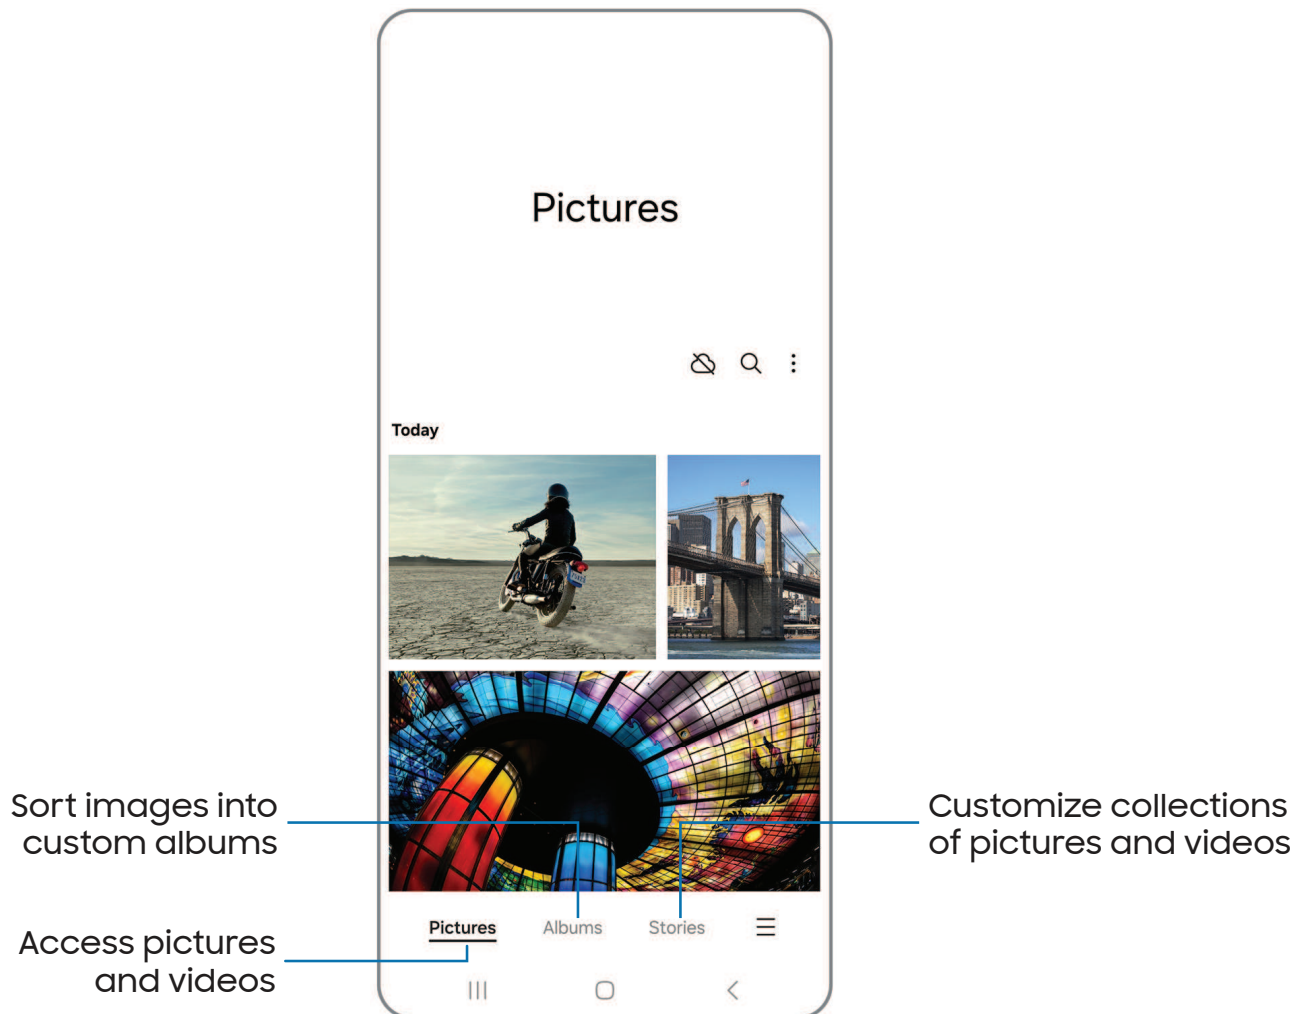 Pictures
Today
Sort images into
custom albums
Customize collections
of pictures and videos
Pictures Albums Stories
Access pictures
and videos